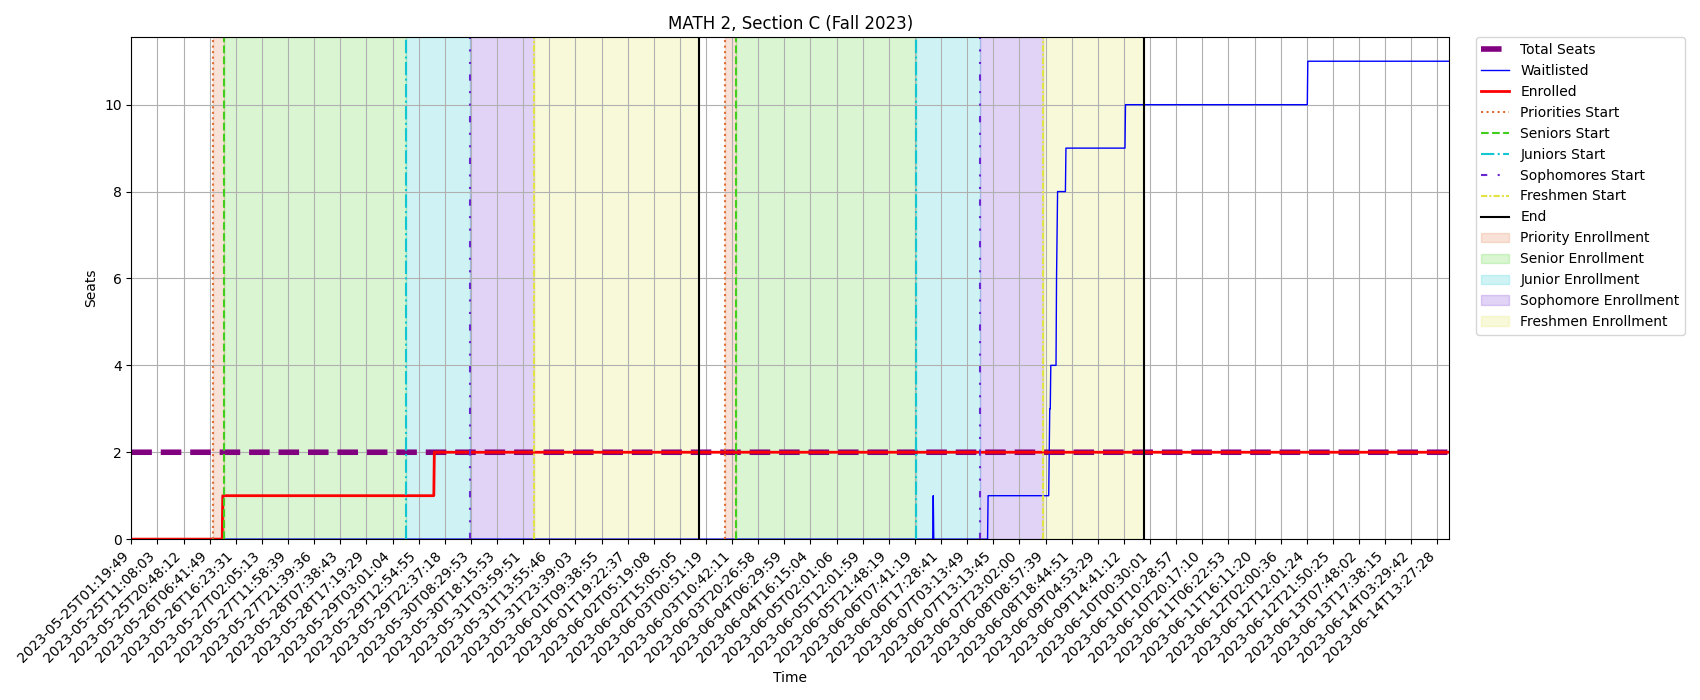 MATH 2, Section C (Fall 2023)
Seats
10
8
6
4
2
0
2023-05-25T01:19:49
2023-05-25T11:08:03
2023-05-25T20:48:12
2023-05-26T06:41:49
2023-05-26T16:23:31
2023-05-27T02:05:13
2023-05-27T11:58:39
2023-05-27T21:39:36
2023-05-28T07:38:43
2023-05-28T17:19:29
2023-05-29T03:01:04
2023-05-29T12:54:55
2023-05-29T22:37:18
2023-05-30T08:29:53
2023-05-30T18:15:53
2023-05-31T03:59:51
2023-05-31T13:55:46
2023-05-31T23:39:03
2023-06-01T09:38:55
2023-06-01T19:22:37
2023-06-02T05:19:08
2023-06-02T15:05:05
2023-06-03T00:51:19
2023-06-03T10:42:11
2023-06-03T20:26:58
2023-06-04T06:29:59
2023-06-04T16:15:04
2023-06-05T02:01:06
2023-06-05T12:01:59
2023-06-05T21:48:19
2023-06-06T07:41:19
2023-06-06T17:28:41
2023-06-07T03:13:49
2023-06-07T13:13:45
2023-06-07T23:02:00
2023-06-08T08:57:39
2023-06-08T18:44:51
2023-06-09T04:53:29
2023-06-09T14:41:12
2023-06-10T00:30:01
2023-06-10T10:28:57
2023-06-10T20:17:10
2023-06-11T06:22:53
2023-06-11T16:11:20
2023-06-12T02:00:36
2023-06-12T12:01:24
2023-06-12T21:50:25
2023-06-13T07:48:02
2023-06-13T17:38:15
2023-06-14T03:29:42
2023-06-14T13:27:28
Time
Total Seats
Waitlisted
Enrolled
Priorities Start
Seniors Start
Juniors Start
Sophomores Start
Freshmen Start
End
Priority Enrollment
Senior Enrollment
Junior Enrollment
Sophomore Enrollment
Freshmen Enrollment